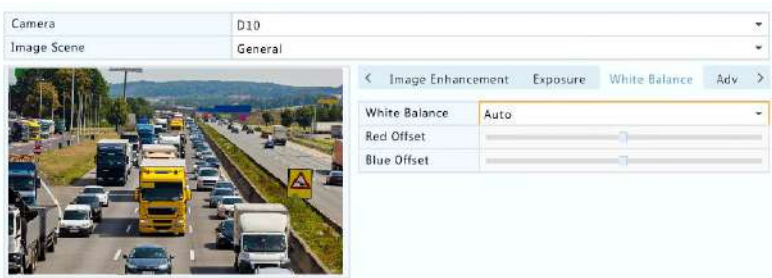 Camera D10
Image Scene General
< Image Enhancement Exposure White Balance Adv >
White Balance Auto
Red Offset
Blue Offset